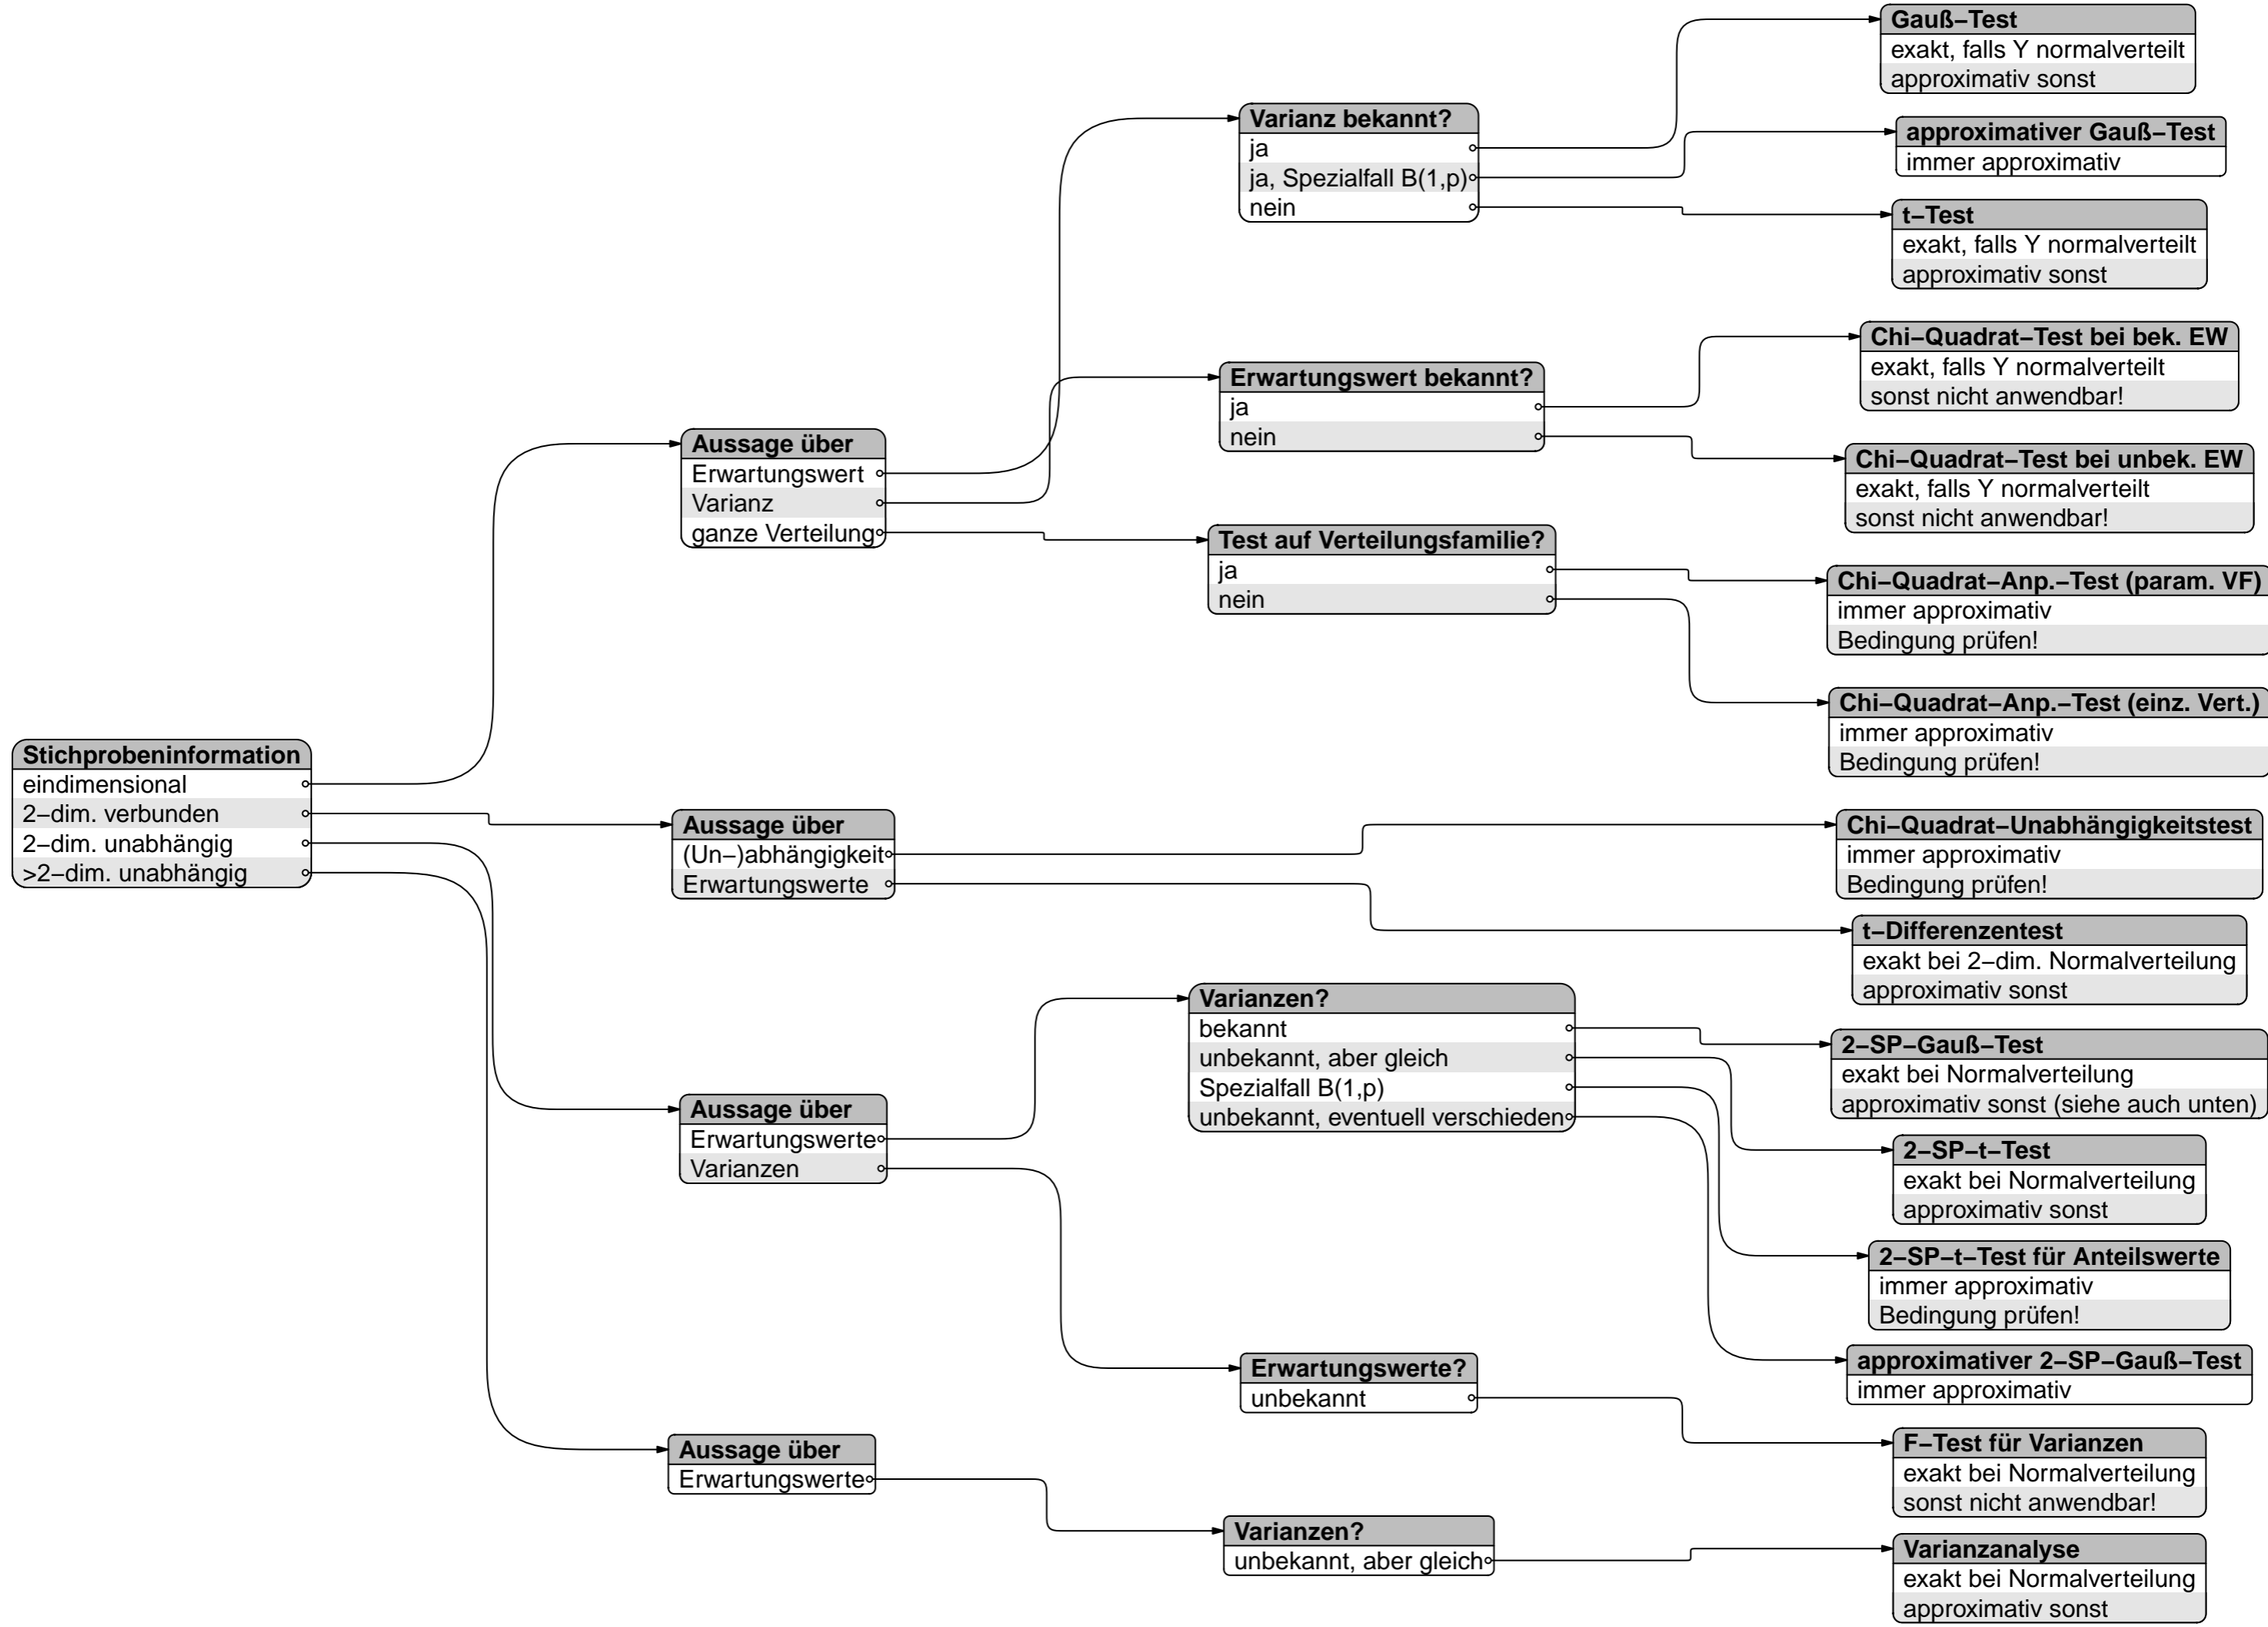 Stichprobeninformation
eindimensional
2–dim. verbunden
2–dim. unabhängig
>2–dim. unabhängig
Aussage über
Erwartungswert
Varianz
ganze Verteilung
Aussage über
(Un–)abhängigkeit
Erwartungswerte
Aussage über
Erwartungswerte
Varianzen
Aussage über
Erwartungswerte
Varianz bekannt?
ja
ja, Spezialfall B(1,p)
nein
Erwartungswert bekannt?
ja
nein
Test auf Verteilungsfamilie?
ja
nein
Varianzen?
bekannt
unbekannt, aber gleich
Spezialfall B(1,p)
unbekannt, eventuell verschieden
Erwartungswerte?
unbekannt
Varianzen?
unbekannt, aber gleich
Gauß–Test
exakt, falls Y normalverteilt
approximativ sonst
approximativer Gauß–Test
immer approximativ
t–Test
exakt, falls Y normalverteilt
approximativ sonst
Chi–Quadrat–Test bei bek. EW
exakt, falls Y normalverteilt
sonst nicht anwendbar!
Chi–Quadrat–Test bei unbek. EW
exakt, falls Y normalverteilt
sonst nicht anwendbar!
Chi–Quadrat–Anp.–Test (param. VF)
immer approximativ
Bedingung prüfen!
Chi–Quadrat–Anp.–Test (einz. Vert.)
immer approximativ
Bedingung prüfen!
Chi–Quadrat–Unabhängigkeitstest
immer approximativ
Bedingung prüfen!
t–Differenzentest
exakt bei 2–dim. Normalverteilung
approximativ sonst
2–SP–Gauß–Test
exakt bei Normalverteilung
approximativ sonst (siehe auch unten)
2–SP–t–Test
exakt bei Normalverteilung
approximativ sonst
2–SP–t–Test für Anteilswerte
immer approximativ
Bedingung prüfen!
approximativer 2–SP–Gauß–Test
immer approximativ
F–Test für Varianzen
exakt bei Normalverteilung
sonst nicht anwendbar!
Varianzanalyse
exakt bei Normalverteilung
approximativ sonst